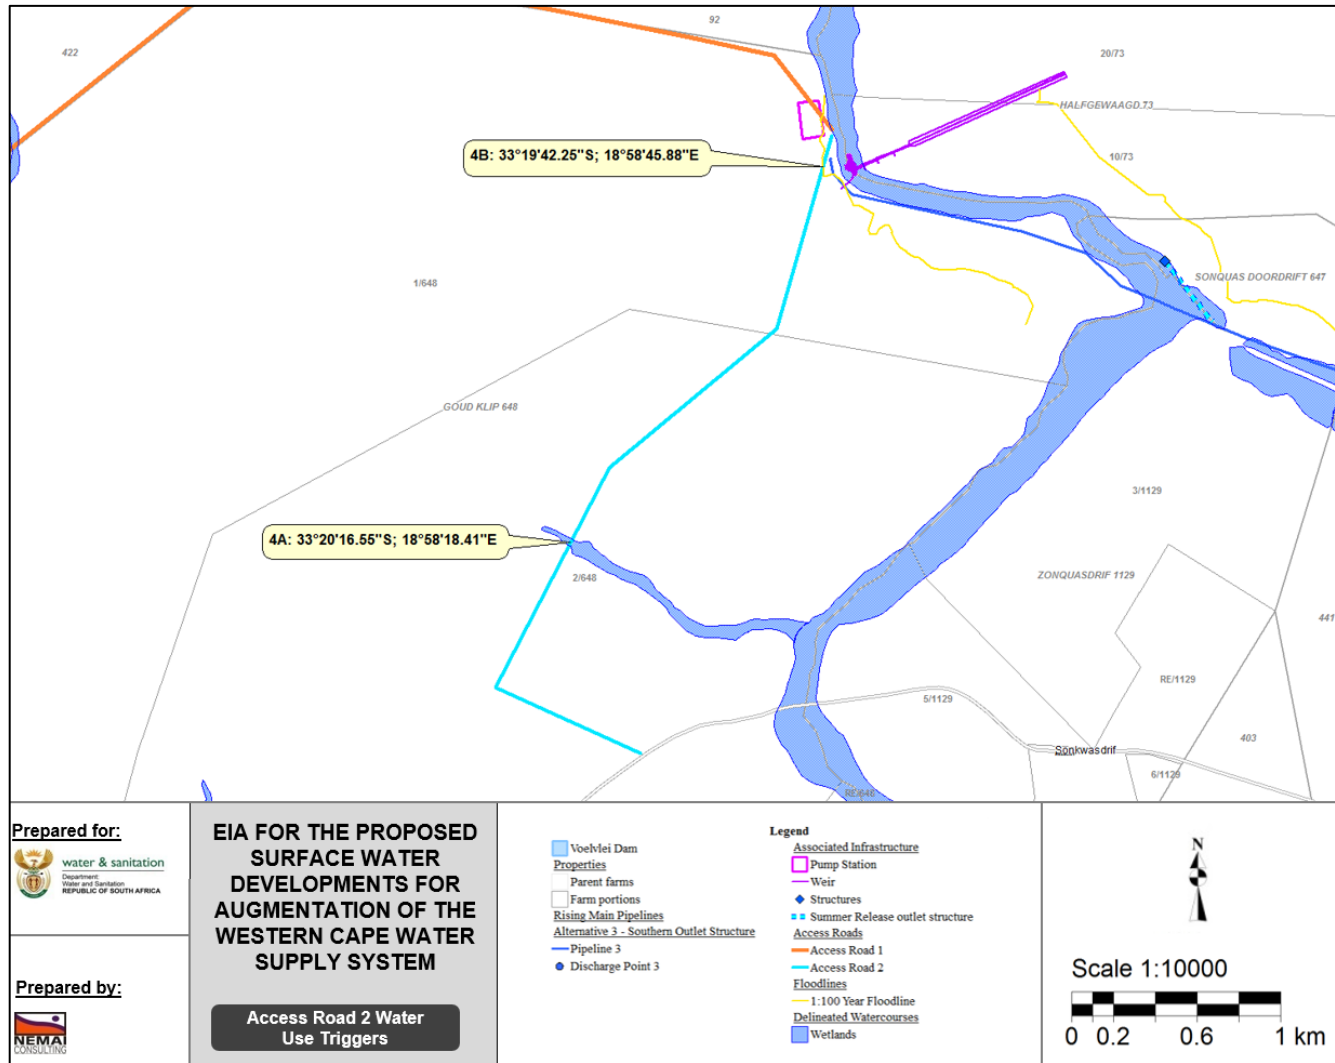 92
422
20/73
HALFGEWAAGD 73
4B: 33°19'42.25"S; 18°58'45.88"E
10/73
SONQUAS DOORDRIFT 647
1/648
GOUD KLIP 648
3/1129
4A: 33°20'16.55"S; 18°58'18.41"E
2/648
ZONQUASDRIF 1129
441
RE/1129
5/1129
403
Sonkwasdrif
6/1129
RE/646
Prepared for:
water & sanitation
Department:
Water and Sanitation
REPUBLIC OF SOUTH AFRICA
Prepared by:
NEMAI
CONSULTING
EIA FOR THE PROPOSED
SURFACE WATER
DEVELOPMENTS FOR
AUGMENTATION OF THE
WESTERN CAPE WATER
SUPPLY SYSTEM
Access Road 2 Water
Use Triggers
Legend
Voelvlei Dam
Properties
Parent farms
Farm portions
Rising Main Pipelines
Alternative 3 - Southern Outlet Structure
Pipeline 3
Discharge Point 3
Associated Infrastructure
Pump Station
Weir
Structures
Summer Release outlet structure
Access Roads
Access Road 1
Access Road 2
Floodlines
1:100 Year Floodline
Delineated Watercourses
Wetlands
N
Scale 1:10000
0 0.2 0.6 1 km